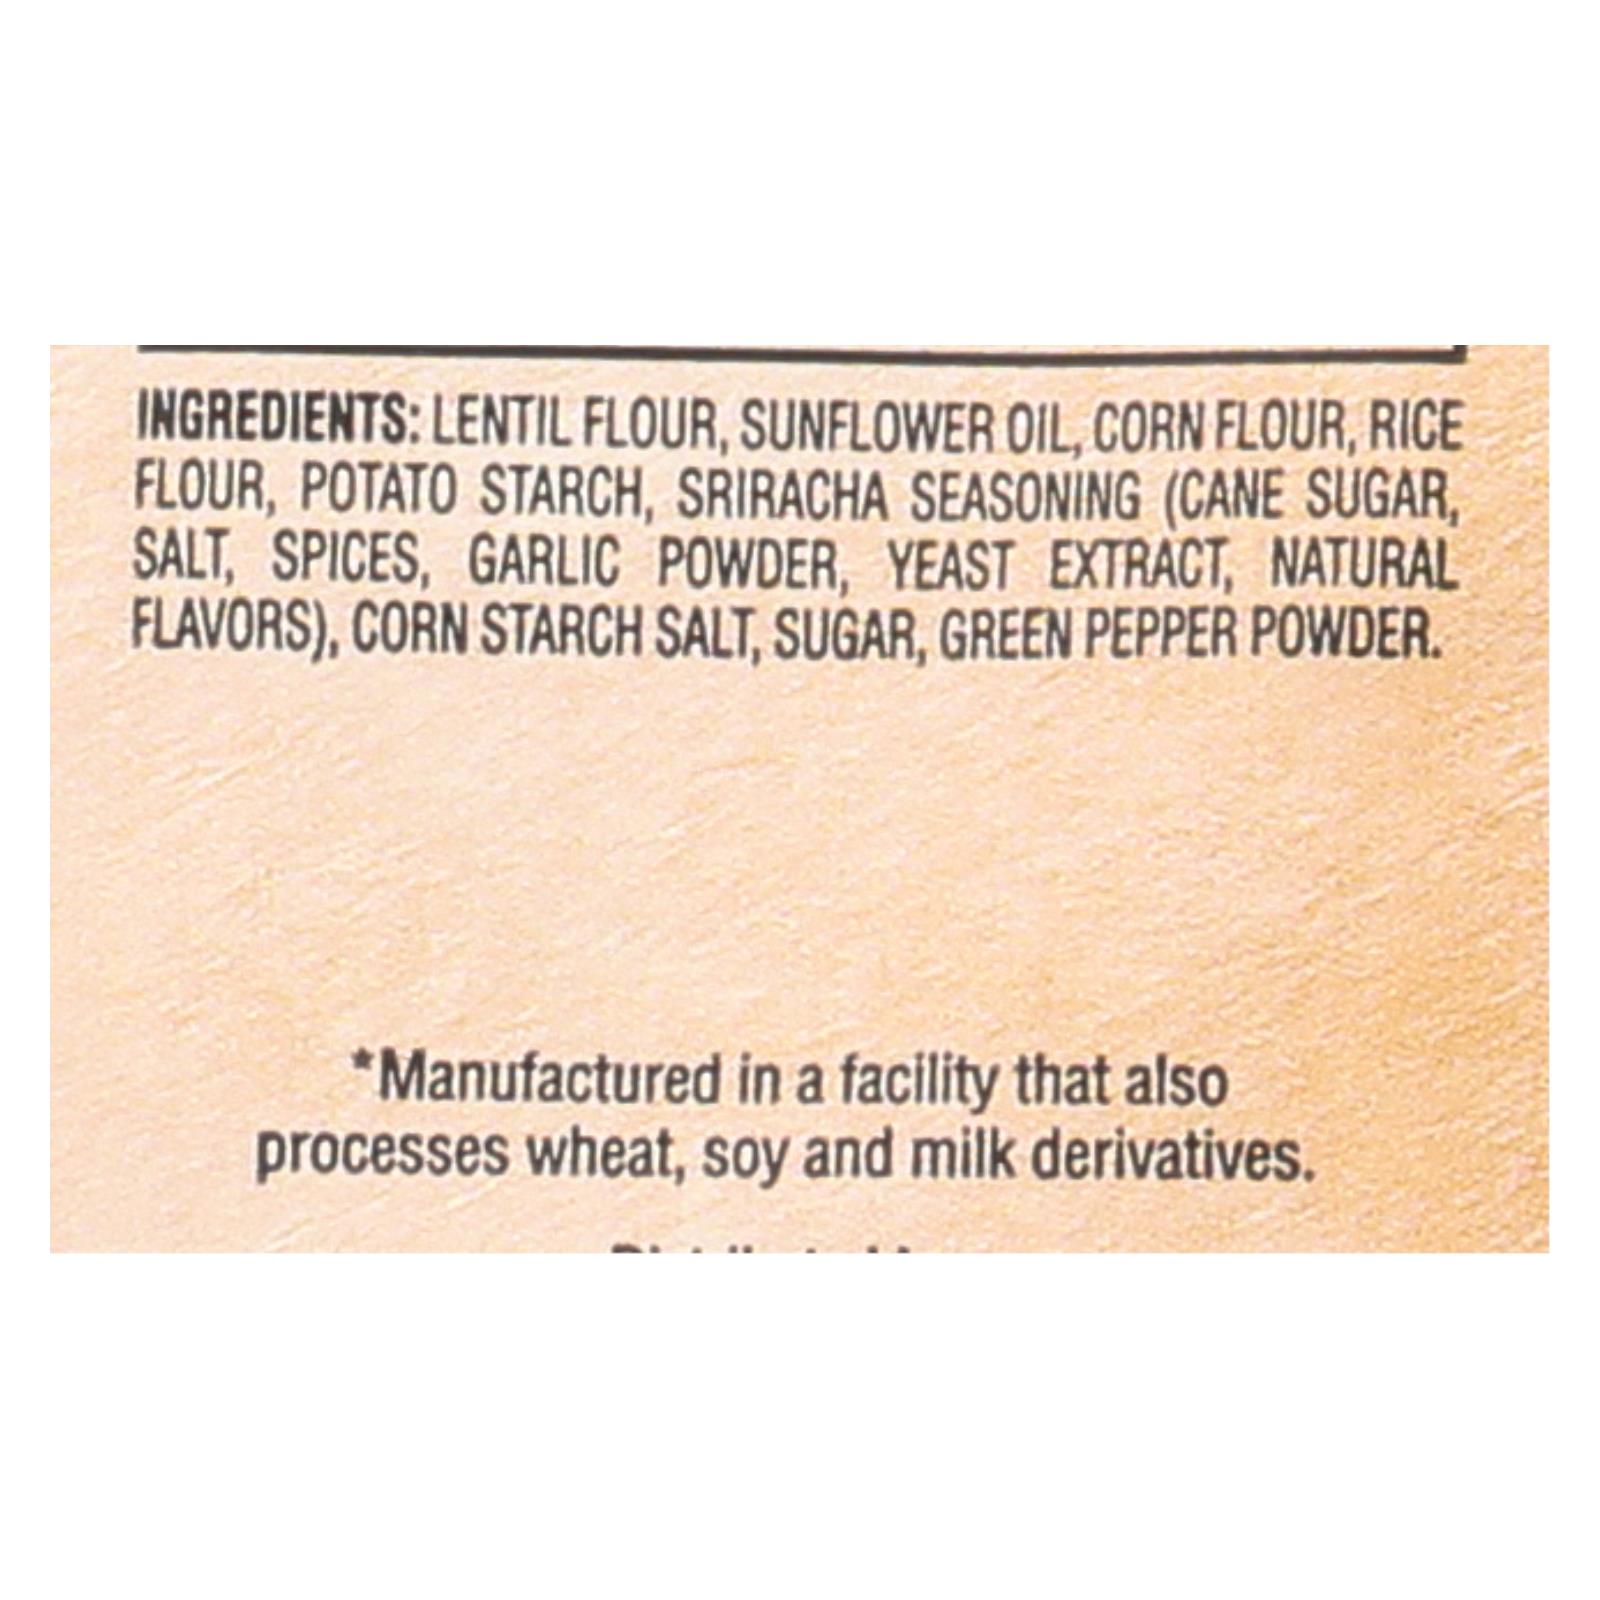 INGREDIENTS: LENTIL FLOUR, SUNFLOWER OIL, CORN FLOUR, RICE
FLOUR, POTATO STARCH, SRIRACHA SEASONING (CANE SUGAR,
SALT, SPICES, GARLIC POWDER, YEAST EXTRACT, NATURAL
FLAVORS), CORN STARCH SALT, SUGAR, GREEN PEPPER POWDER.
*Manufactured in a facility that also
processes wheat, soy and milk derivatives.